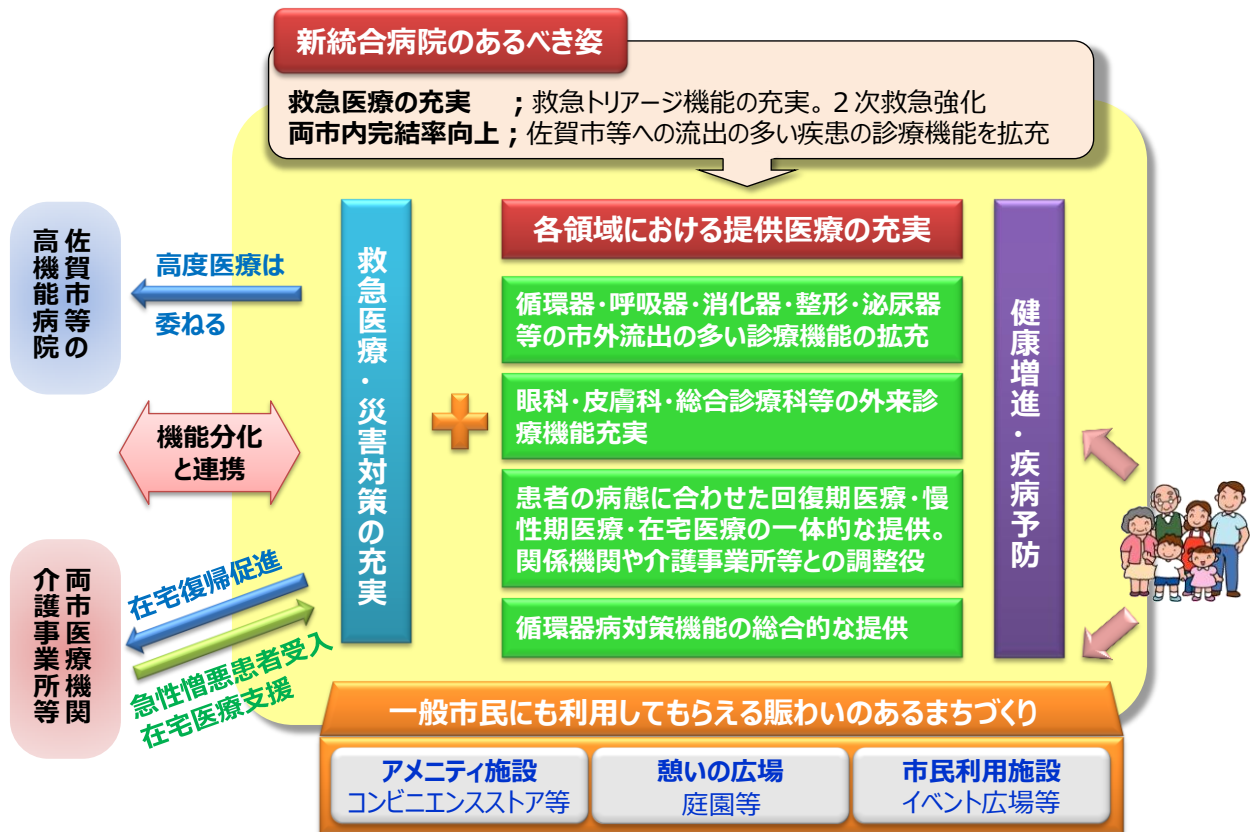 新統合病院のあるべき姿
救急医療の充実　；救急トリアージ機能の充実。２次救急強化
両市内完結率向上；佐賀市等への流出の多い疾患の診療機能を拡充
佐賀市等の
高機能病院
高度医療は
委ねる
機能分化
と連携
両市医療機関
介護事業所等
在宅復帰促進
急性憎悪患者受入
在宅医療支援
救急医療・災害対策の充実
各領域における提供医療の充実
循環器・呼吸器・消化器・整形・泌尿器
等の市外流出の多い診療機能の拡充
眼科・皮膚科・総合診療科等の外来診
療機能充実
患者の病態に合わせた回復期医療・慢
性期医療・在宅医療の一体的な提供。
関係機関や介護事業所等との調整役
循環器病対策機能の総合的な提供
健康増進・疾病予防
一般市民にも利用してもらえる賑わいのあるまちづくり
アメニティ施設
コンビニエンスストア等
憩いの広場
庭園等
市民利用施設
イベント広場等